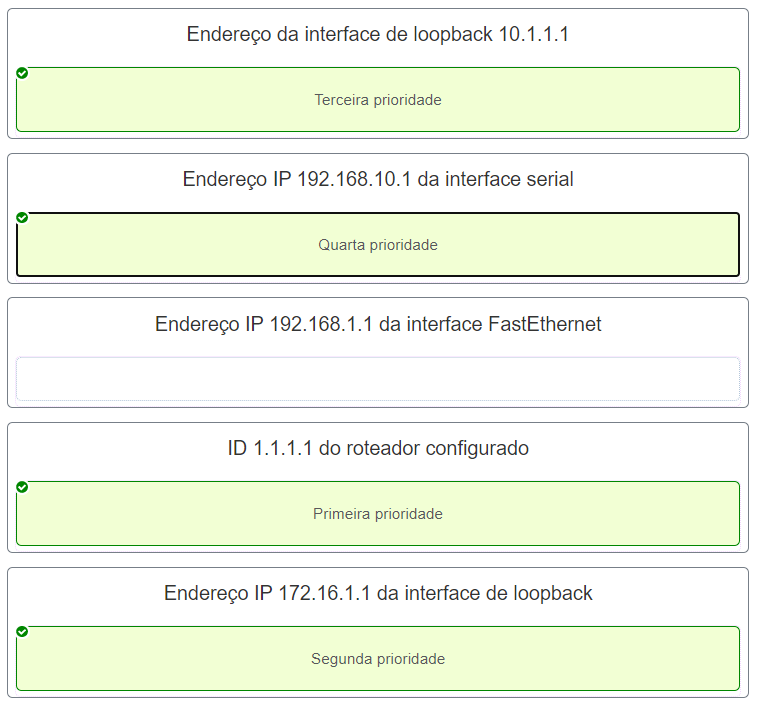 Endereço da interface de loopback 10.1.1.1
Terceira prioridade
Endereço IP 192.168.10.1 da interface serial
Quarta prioridade
Endereço IP 192.168.1.1 da interface FastEthernet
ID 1.1.1.1 do roteador configurado
Primeira prioridade
Endereço IP 172.16.1.1 da interface de loopback
Segunda prioridade